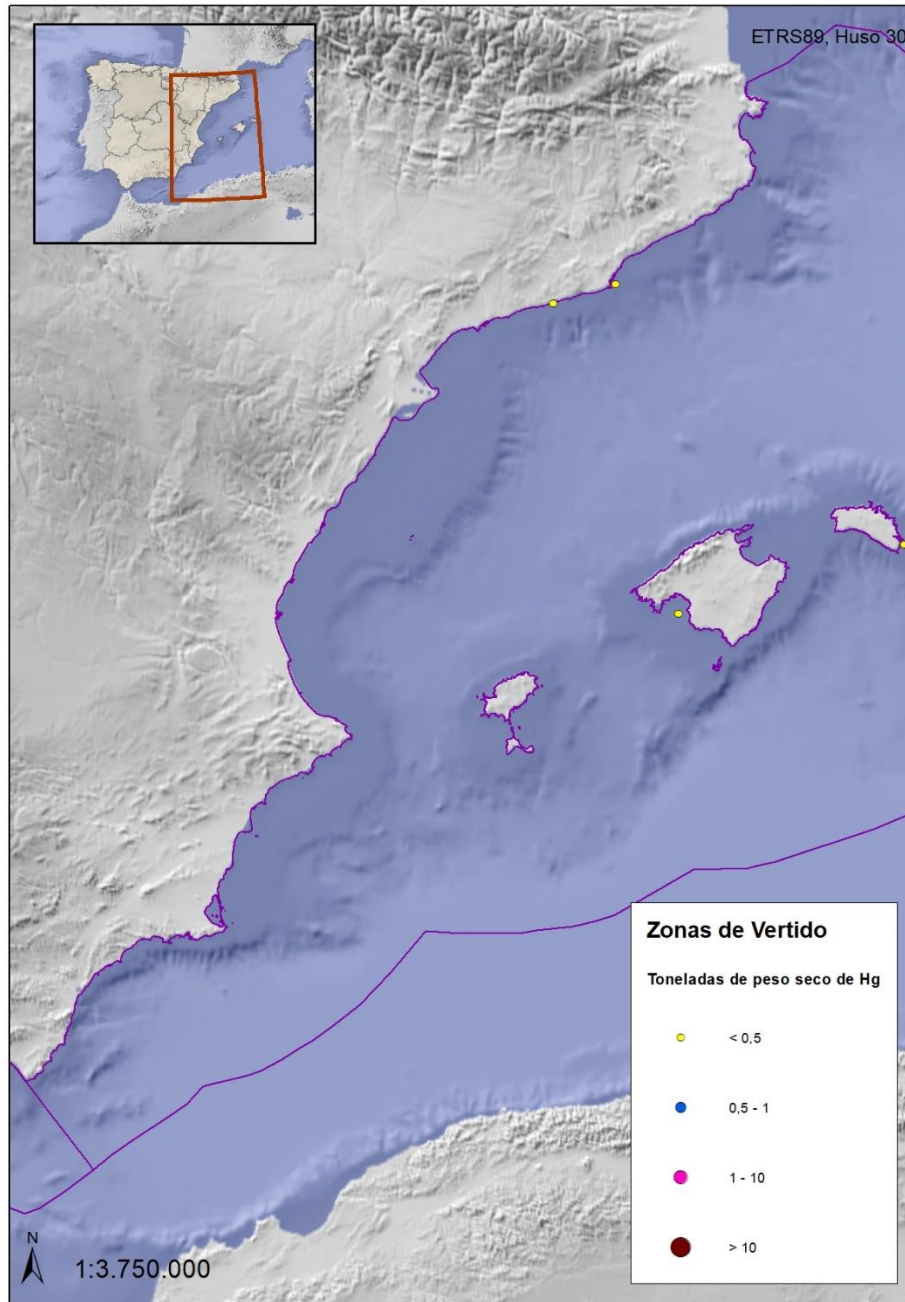 ETRS89, Huso 30
Zonas de Vertido
Toneladas de peso seco de Hg
< 0,5
0,5 - 1
1 - 10
> 10
N
1:3.750.000